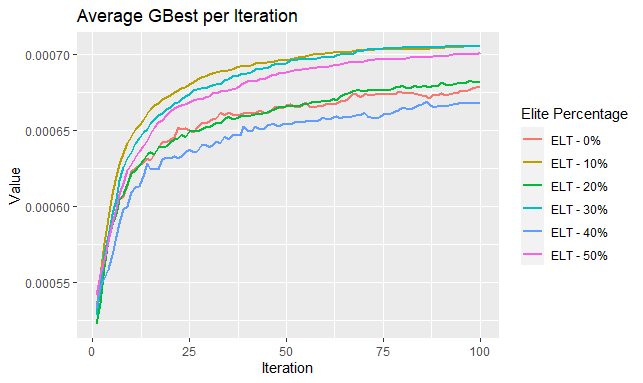 Average GBest per Iteration
0.00070
0.00065
0.00060
0.00055
Value
0
25
50
75
100
Iteration
Elite Percentage
ELT - 0%
ELT - 10%
ELT - 20%
ELT - 30%
ELT - 40%
ELT - 50%